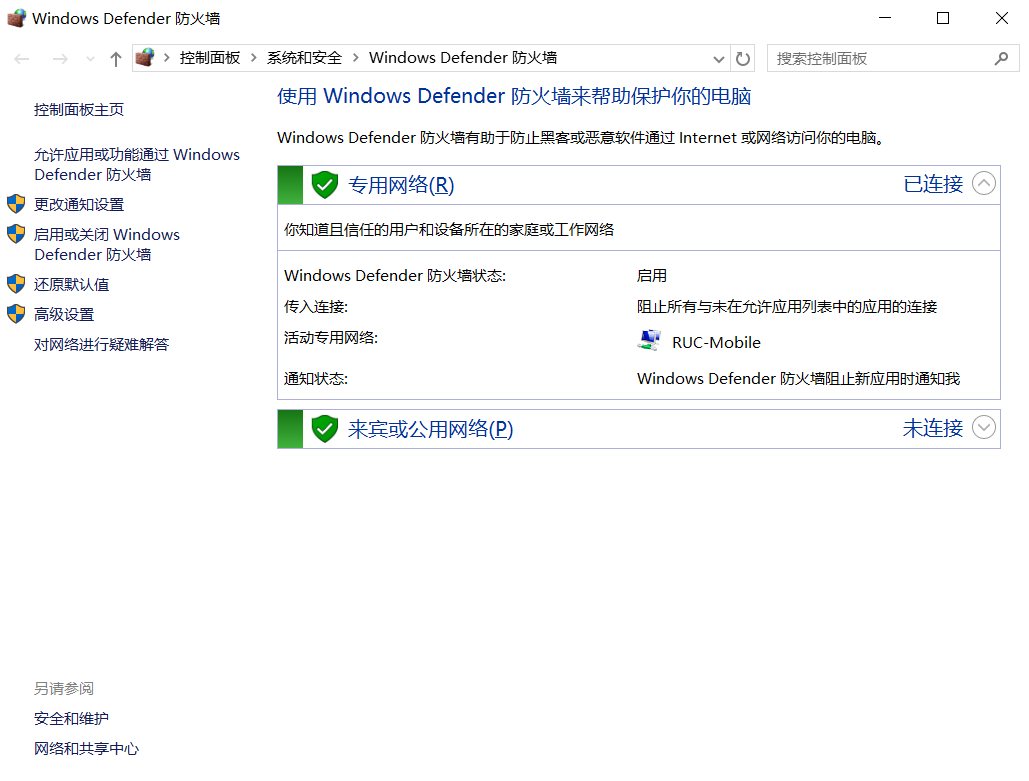 Windows Defender 防火墙
控制面板 > 系统和安全 > Windows Defender 防火墙
搜索控制面板
控制面板主页
允许应用或功能通过 Windows
Defender 防火墙
更改通知设置
启用或关闭 Windows
Defender 防火墙
还原默认值
高级设置
对网络进行疑难解答
使用 Windows Defender 防火墙来帮助保护你的电脑
Windows Defender 防火墙有助于防止黑客或恶意软件通过 Internet 或网络访问你的电脑。
专用网络(R) 已连接
你知道且信任的用户和设备所在的家庭或工作网络
Windows Defender 防火墙状态: 启用
传入连接: 阻止所有与未在允许应用列表中的应用的连接
活动专用网络: RUC-Mobile
通知状态: Windows Defender 防火墙阻止新应用时通知我
来宾或公用网络(P) 未连接
另请参阅
安全和维护
网络和共享中心